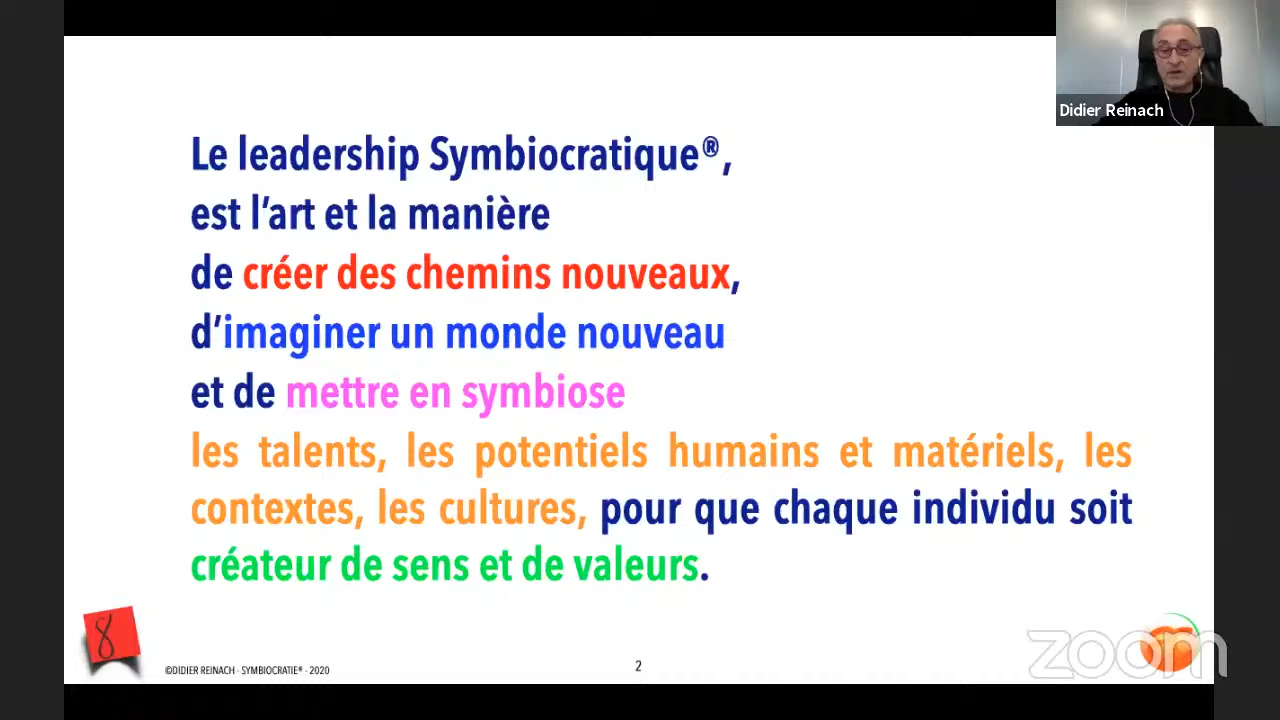 Didier Reinach
Le leadership Symbiocratique®,
est l’art et la manière
de créer des chemins nouveaux,
d’imaginer un monde nouveau
et de mettre en symbiose
les talents, les potentiels humains et matériels, les
contextes, les cultures, pour que chaque individu soit
créateur de sens et de valeurs.
8
©DIDIER REINACH - SYMBIOCRATIE® - 2020
2
zoom